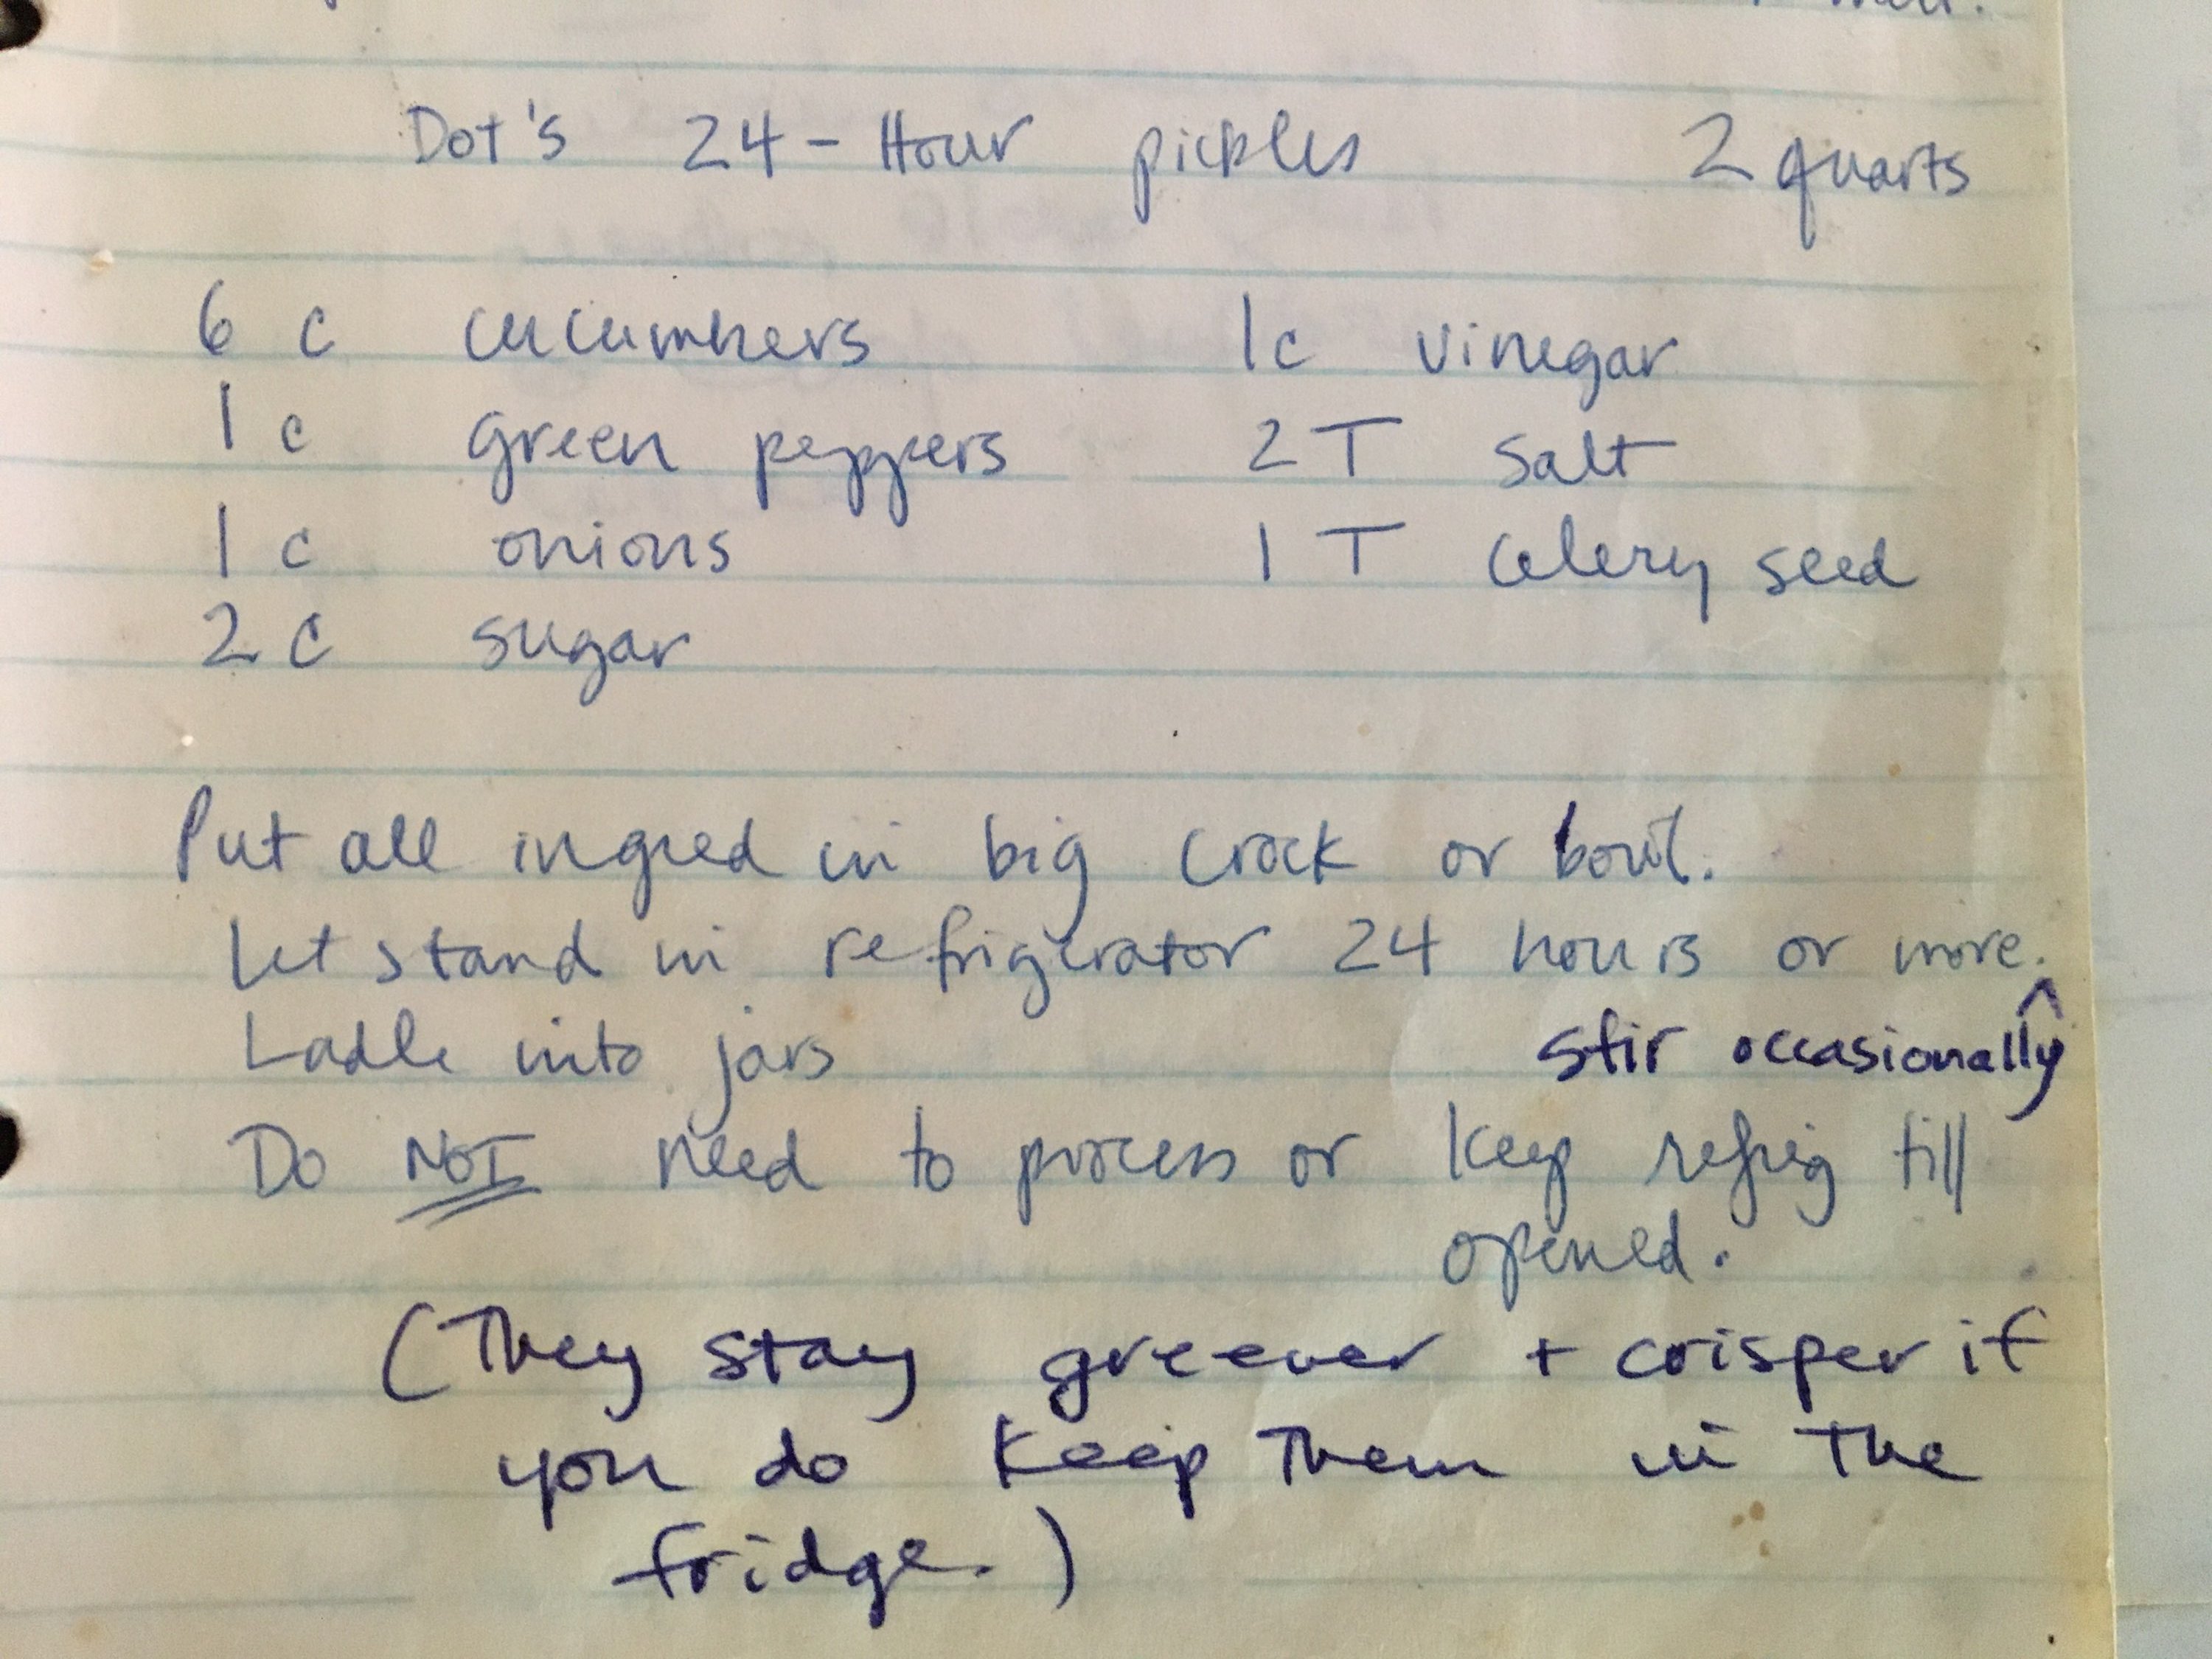 Dot's 24-Hour pickles 2 quarts
6 c cucumbers 1c vinegar
1 c green peppers 2 T salt
1 c onions 1 T celery seed
2 c sugar
Put all ingred in big crock or bowl.
Let stand in refrigerator 24 hours or more.
^
Ladle into jars stir occasionally
Do NOT need to process or keep refrig till
opened.
(They stay greener + crisper if
you do keep them in the
fridge.)